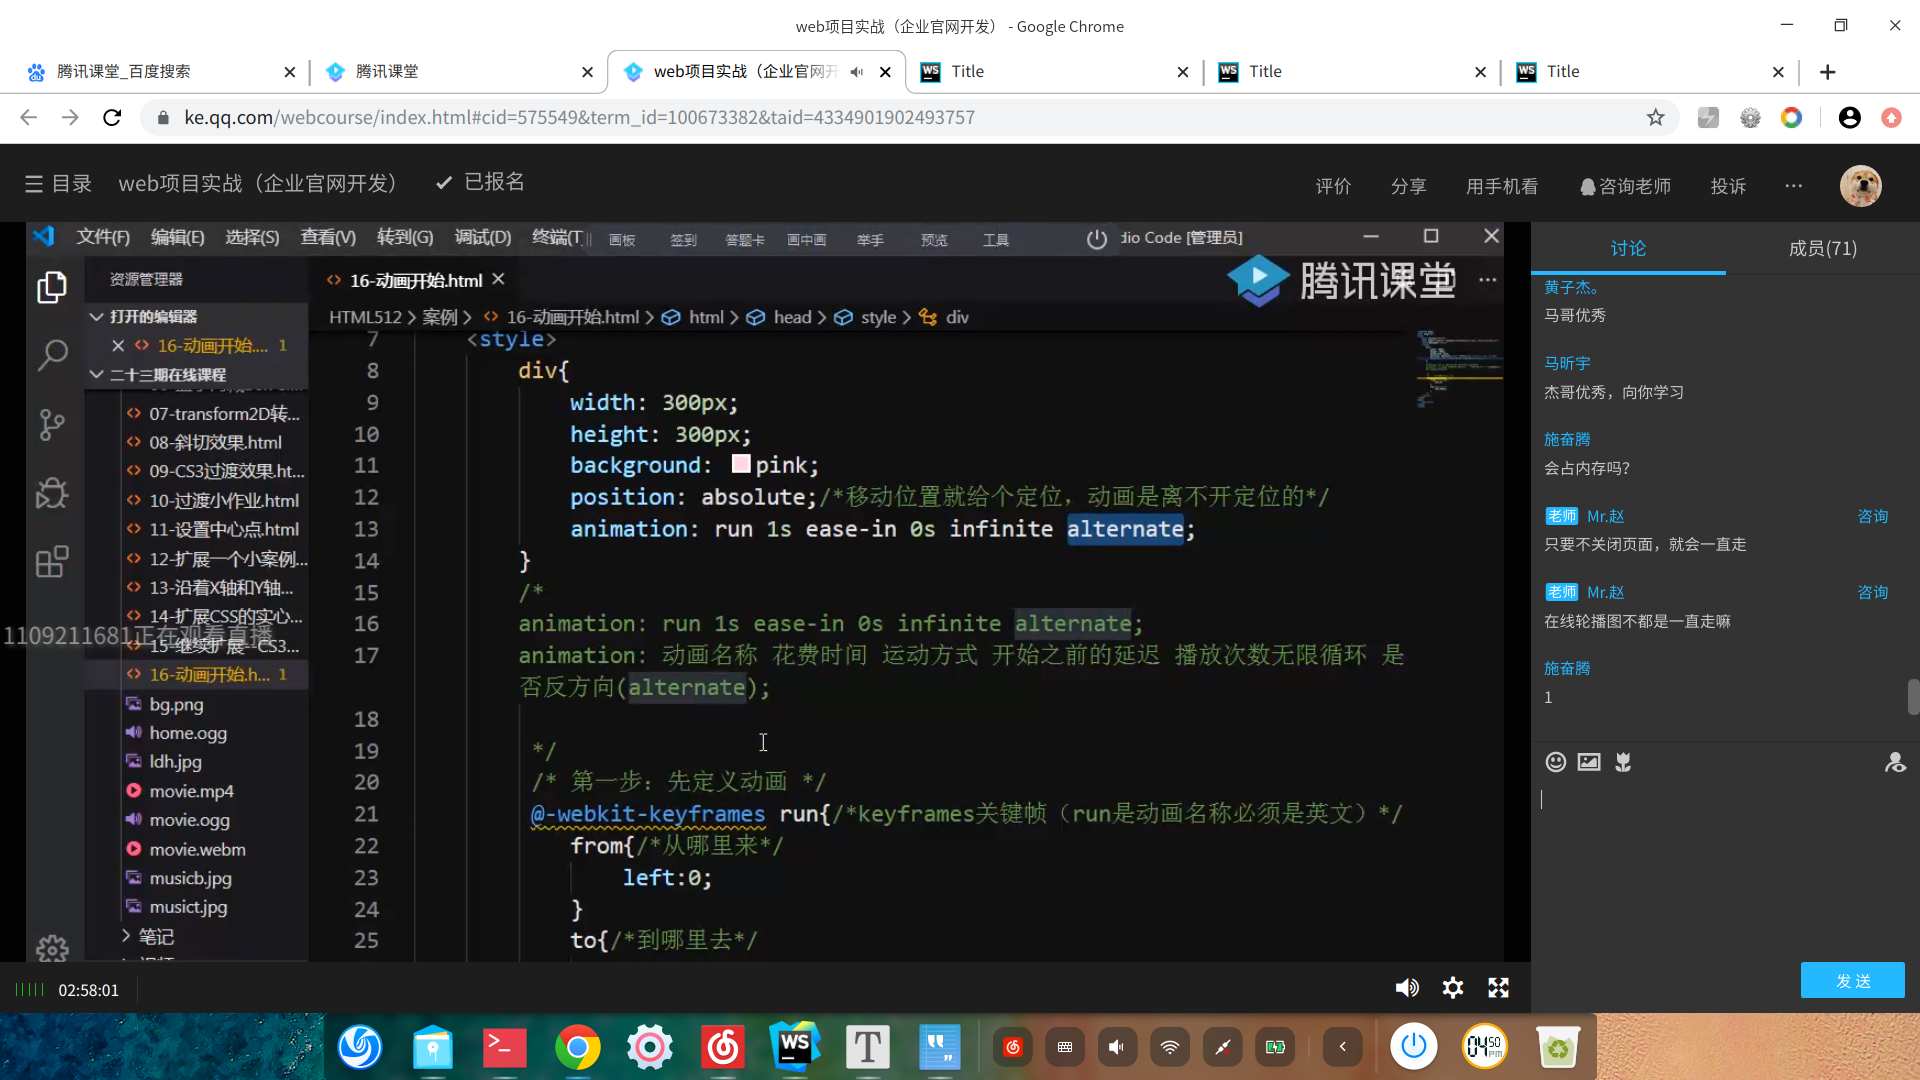 web项目实战（企业官网开发） - Google Chrome
腾讯课堂_百度搜索
腾讯课堂
web项目实战（企业官网开
Title
Title
Title
ke.qq.com/webcourse/index.html#cid=575549&term_id=100673382&taid=4334901902493757
目录
web项目实战（企业官网开发）
已报名
评价
分享
用手机看
咨询老师
投诉
文件(F) 编辑(E) 选择(S) 查看(V) 转到(G) 调试(D) 终端(T
画板 签到 答题卡 画中画 举手 预览 工具
dio Code [管理员]
资源管理器
16-动画开始.html
腾讯课堂
打开的编辑器
16-动画开始.... 1
二十三期在线课程
HTML512 > 案例 > 16-动画开始.html > html > head > style > div
07-transform2D转...
08-斜切效果.html
09-CS3过渡效果.ht...
10-过渡小作业.html
11-设置中心点.html
12-扩展一个小案例...
13-沿着X轴和Y轴...
14-扩展CSS的实心...
15-继续扩展--CS3...
16-动画开始.h... 1
bg.png
home.ogg
ldh.jpg
movie.mp4
movie.ogg
movie.webm
musicb.jpg
musict.jpg
笔记
1109211681正在观看直播
7 <style>
8 div{
9 width: 300px;
10 height: 300px;
11 background: pink;
12 position: absolute;/*移动位置就给个定位，动画是离不开定位的*/
13 animation: run 1s ease-in 0s infinite alternate;
14 }
15 /*
16 animation: run 1s ease-in 0s infinite alternate;
17 animation: 动画名称 花费时间 运动方式 开始之前的延迟 播放次数无限循环 是
否反方向(alternate);
18
19 */
20 /* 第一步：先定义动画 */
21 @-webkit-keyframes run{/*keyframes关键帧（run是动画名称必须是英文）*/
22 from{/*从哪里来*/
23 left:0;
24 }
25 to{/*到哪里去*/
02:58:01
讨论
成员(71)
黄子杰。
马哥优秀
马昕宇
杰哥优秀，向你学习
施奋腾
会占内存吗?
老师 Mr.赵 咨询
只要不关闭页面，就会一直走
老师 Mr.赵 咨询
在线轮播图不都是一直走嘛
施奋腾
1
发 送
WS
T
04 50 PM